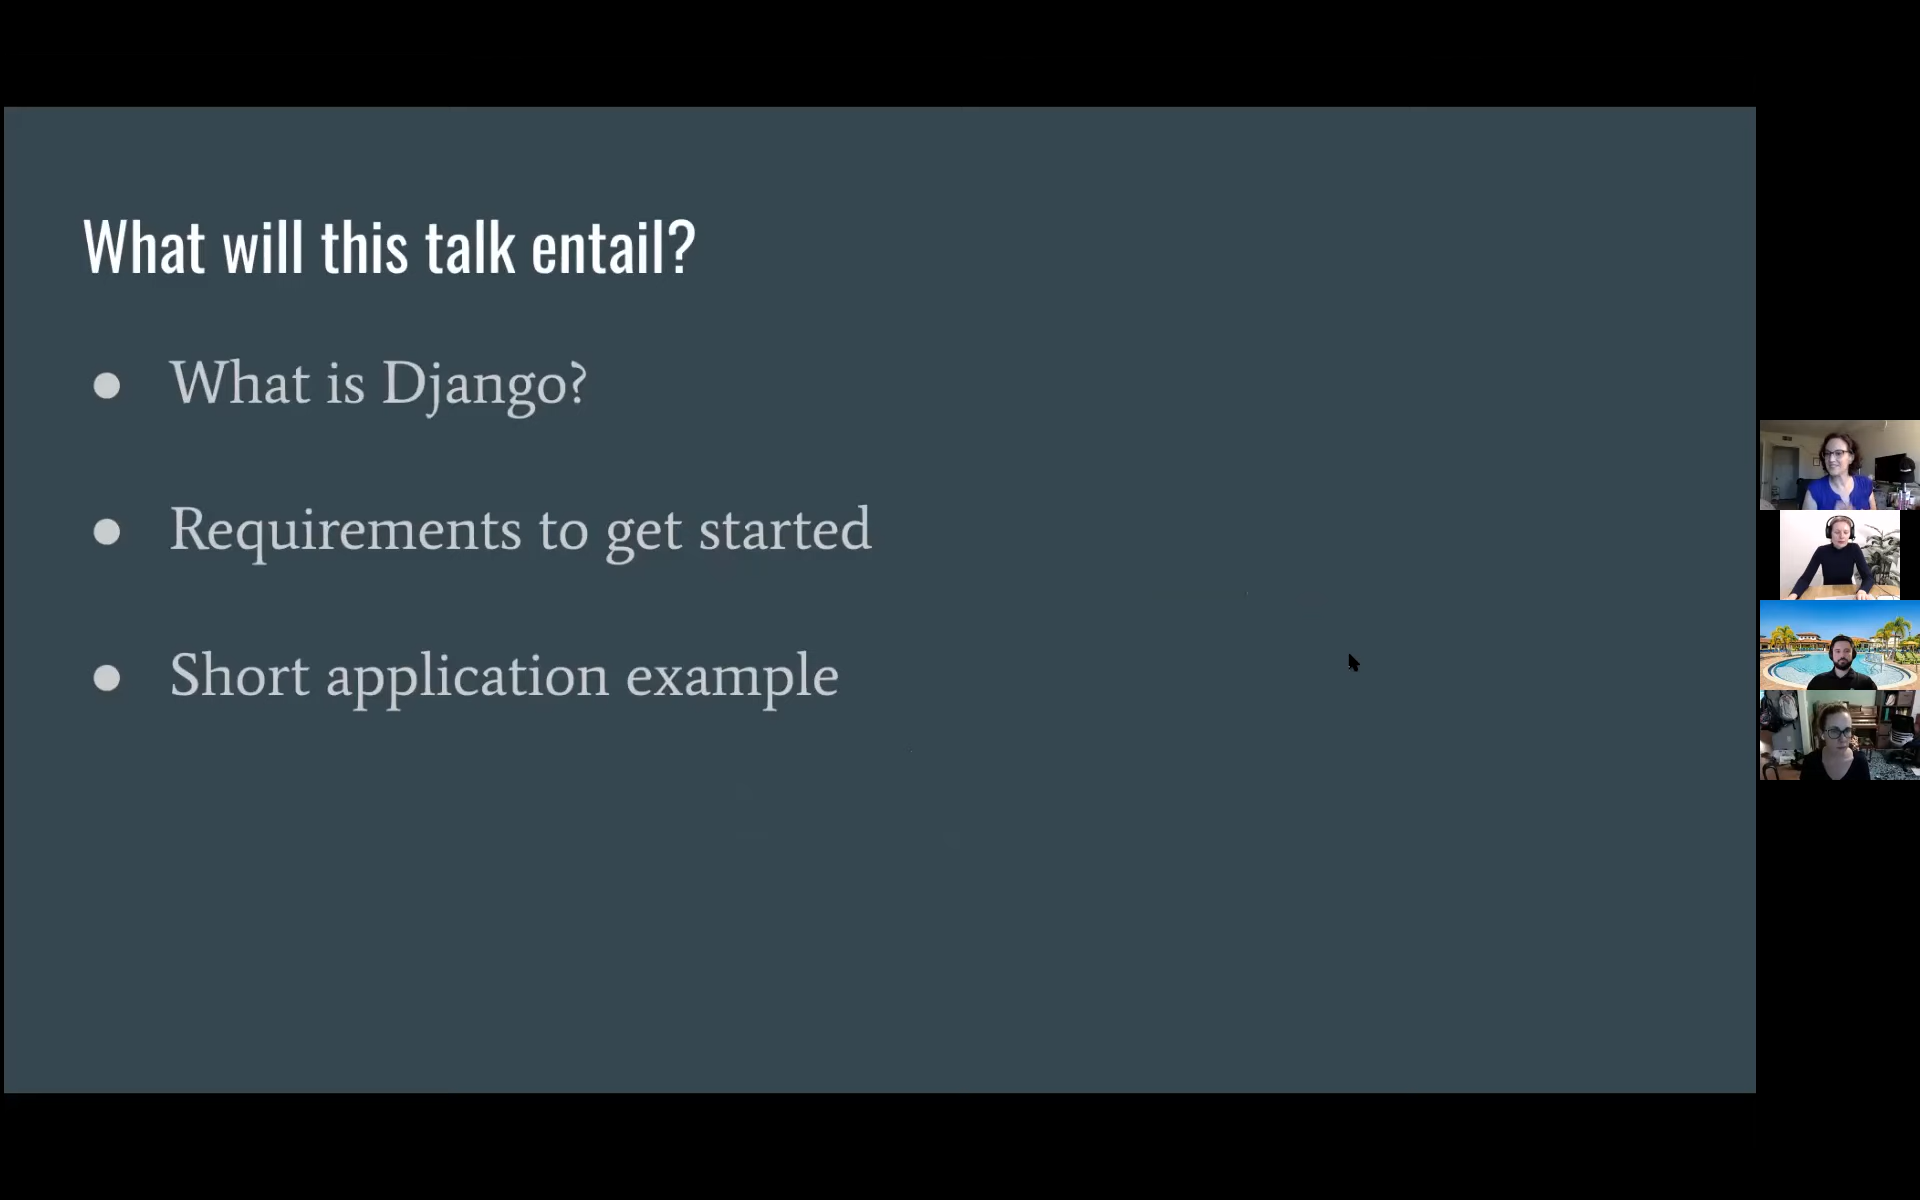 What will this talk entail?
● What is Django?
● Requirements to get started
● Short application example